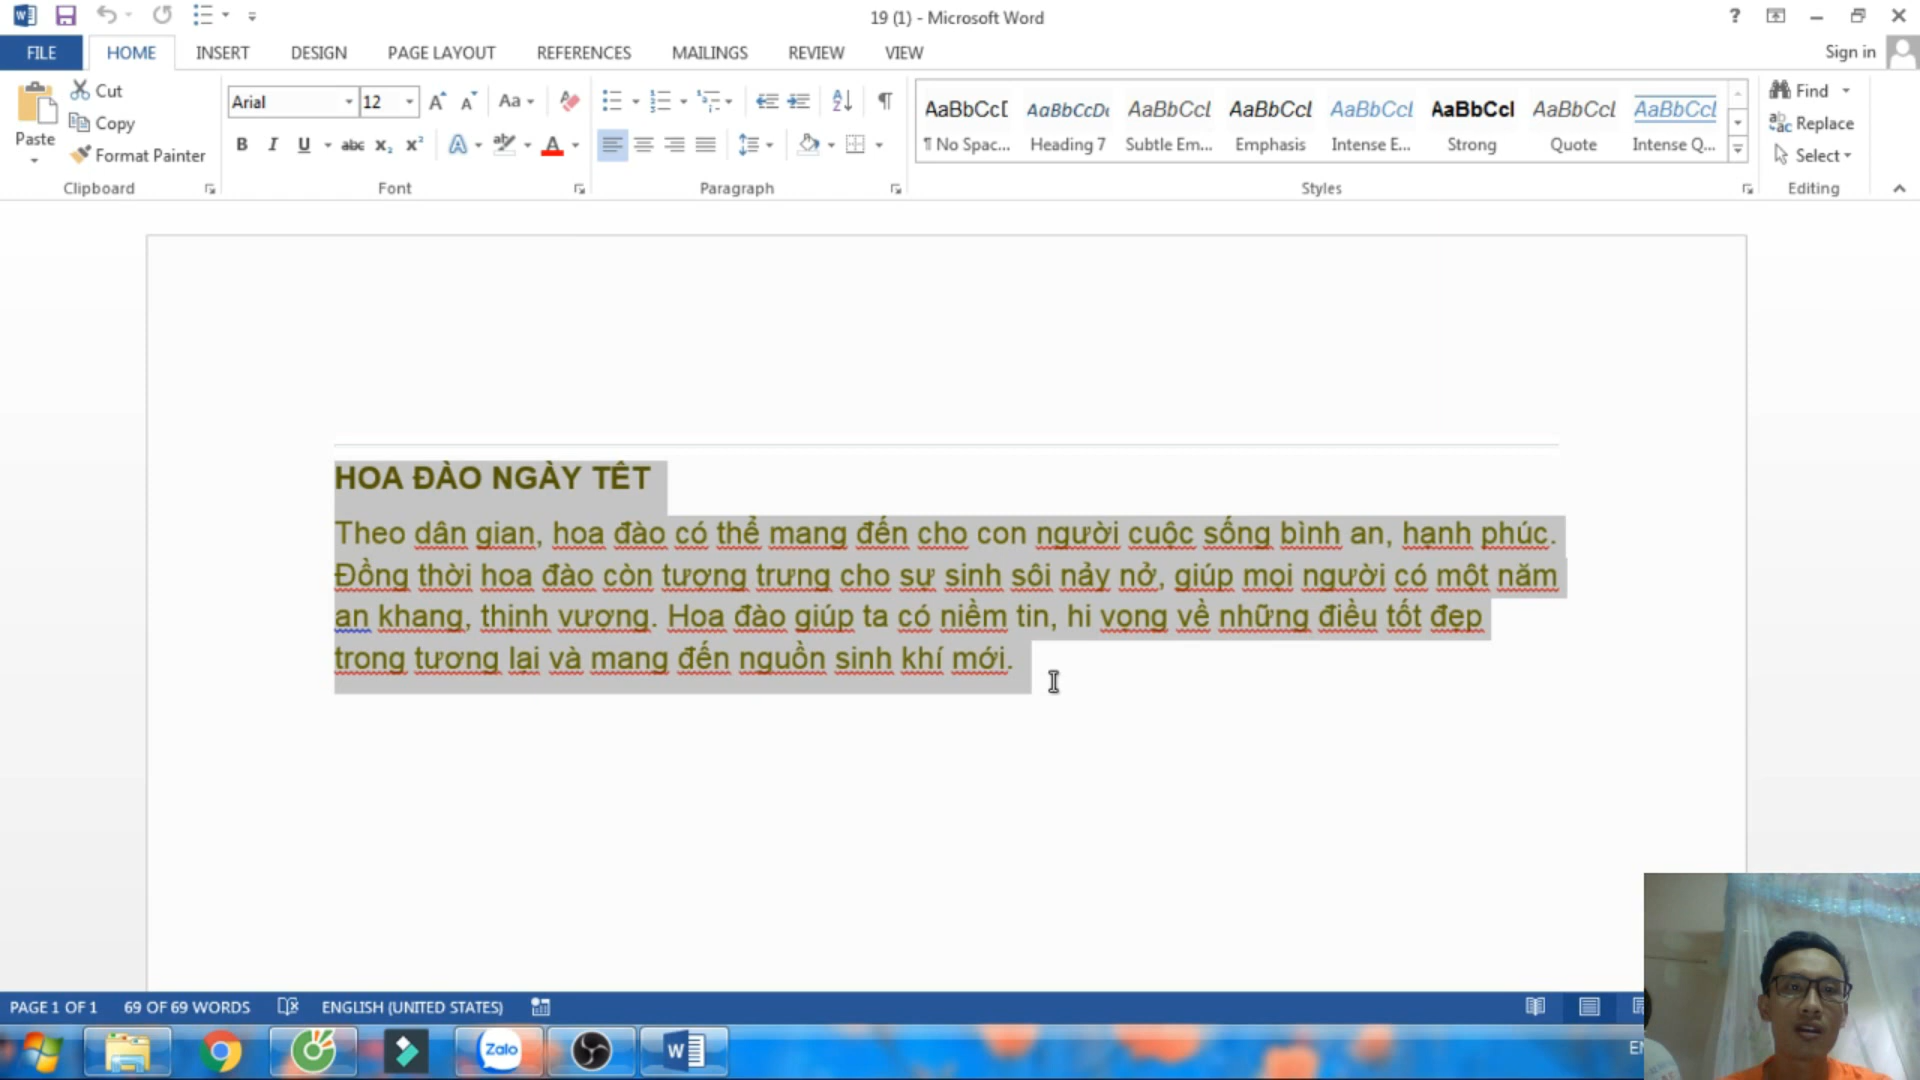 19 (1) - Microsoft Word
?
FILE HOME INSERT DESIGN PAGE LAYOUT REFERENCES MAILINGS REVIEW VIEW Sign in
Paste
Cut
Copy
Format Painter
Clipboard
Arial 12 Aa
B I U abc X₂ X² A ab A
Font
A Z ¶
Paragraph
AaBbCcD AaBbCcDc AaBbCcl AaBbCcl AaBbCcl AaBbCcl AaBbCcl AaBbCcl
¶ No Spac... Heading 7 Subtle Em... Emphasis Intense E... Strong Quote Intense Q...
Styles
Find
Replace
Select
Editing
HOA ĐÀO NGÀY TẾT
Theo dân gian, hoa đào có thể mang đến cho con người cuộc sống bình an, hạnh phúc.
Đồng thời hoa đào còn tượng trưng cho sự sinh sôi nảy nở, giúp mọi người có một năm
an khang, thịnh vượng. Hoa đào giúp ta có niềm tin, hi vọng về những điều tốt đẹp
trong tương lai và mang đến nguồn sinh khí mới.
PAGE 1 OF 1 69 OF 69 WORDS ENGLISH (UNITED STATES)
Zalo
W